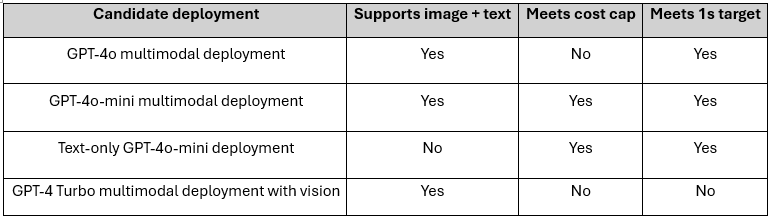 Candidate deployment Supports image + text Meets cost cap Meets 1s target
GPT-4o multimodal deployment Yes No Yes
GPT-4o-mini multimodal deployment Yes Yes Yes
Text-only GPT-4o-mini deployment No Yes Yes
GPT-4 Turbo multimodal deployment with vision Yes No No